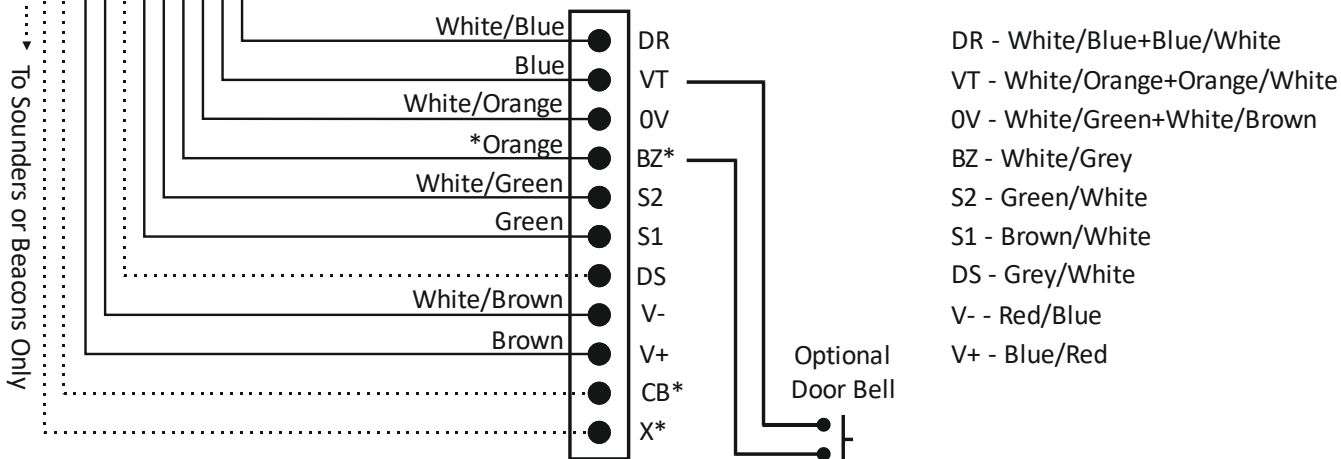 To Sounders or Beacons Only
White/Blue
Blue
White/Orange
*Orange
White/Green
Green
White/Brown
Brown
DR
VT
0V
BZ*
S2
S1
DS
V-
V+
CB*
X*
Optional
Door Bell
DR - White/Blue+Blue/White
VT - White/Orange+Orange/White
0V - White/Green+White/Brown
BZ - White/Grey
S2 - Green/White
S1 - Brown/White
DS - Grey/White
V- - Red/Blue
V+ - Blue/Red